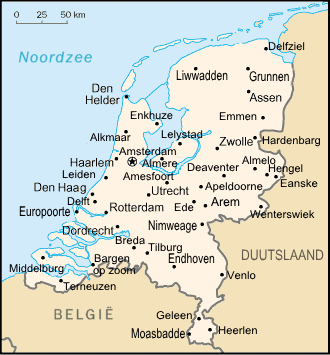 0 25 50 km
Noordzee
Delfziel
Liwwadden
Grunnen
Den
Helder
Assen
Enkhuze
Emmen
Alkmaar
Lelystad
Hardenbarg
Zwolle
Amsterdam
Haarlem
Almere
Almelo
Leiden
Amesfoort
Deaventer
Hengel
Den Haag
Utrecht
Apeldoorne
Eanske
Delft
Europoorte
Rotterdam
Ede
Arem
Wenterswiek
Dordrecht
Nimweage
Breda
Tilburg
DUUTSLAAND
Middelburg
Bargen
op zoom
Endhoven
Venlo
Terneuzen
BELGIË
Geleen
Heerlen
Moasbadde